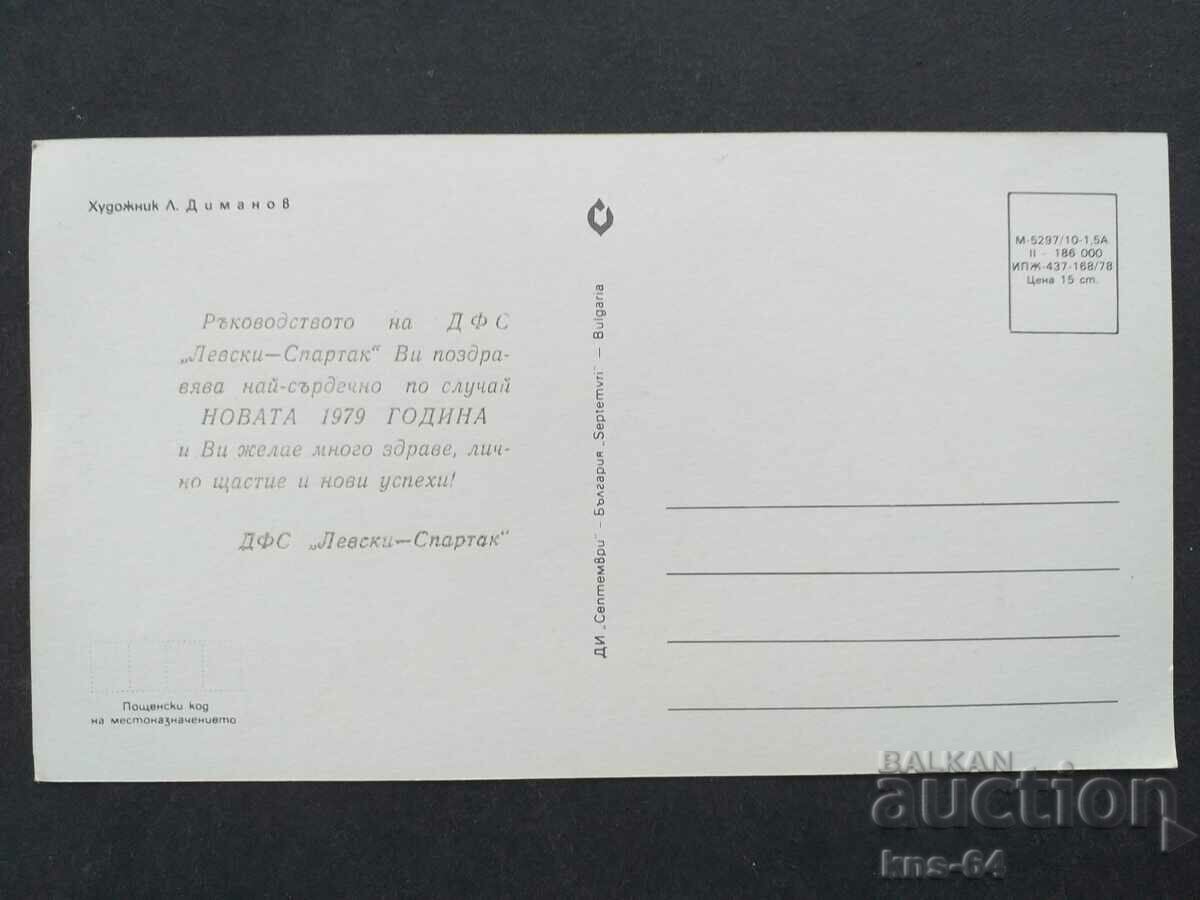 Художник Л. Диманов
Ръководството на ДФС
„Левски—Спартак“ Ви поздра-
вява най-сърдечно по случай
НОВАТА 1979 ГОДИНА
и Ви желае много здраве, лич-
но щастие и нови успехи!
ДФС „Левски—Спартак“
Пощенски код
на местоназначението
ДИ „Септември“ - България „Septemvri“ — Bulgaria
М-5297/10-1,5А
II - 186 000
ИПЖ-437-168/78
Цена 15 ст.
BALKAN
auction
kns-64